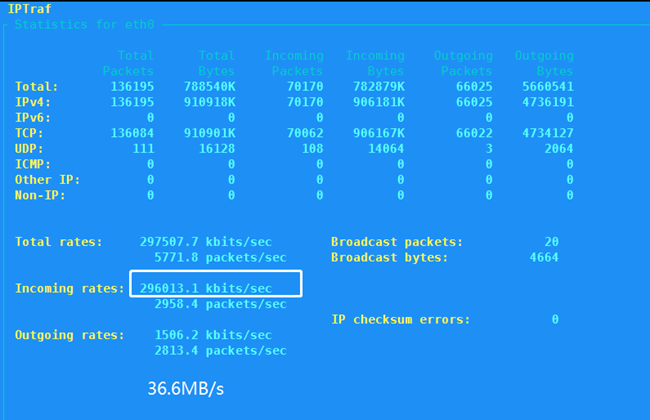 IPTraf
Statistics for eth0
Total Total Incoming Incoming Outgoing Outgoing
Packets Bytes Packets Bytes Packets Bytes
Total: 136195 788540K 70170 782879K 66025 5660541
IPv4: 136195 910918K 70170 906181K 66025 4736191
IPv6: 0 0 0 0 0 0
TCP: 136084 910901K 70062 906167K 66022 4734127
UDP: 111 16128 108 14064 3 2064
ICMP: 0 0 0 0 0 0
Other IP: 0 0 0 0 0 0
Non-IP: 0 0 0 0 0 0
Total rates: 297507.7 kbits/sec Broadcast packets: 20
5771.8 packets/sec Broadcast bytes: 4664
Incoming rates: 296013.1 kbits/sec
2958.4 packets/sec
IP checksum errors: 0
Outgoing rates: 1506.2 kbits/sec
2813.4 packets/sec
36.6MB/s